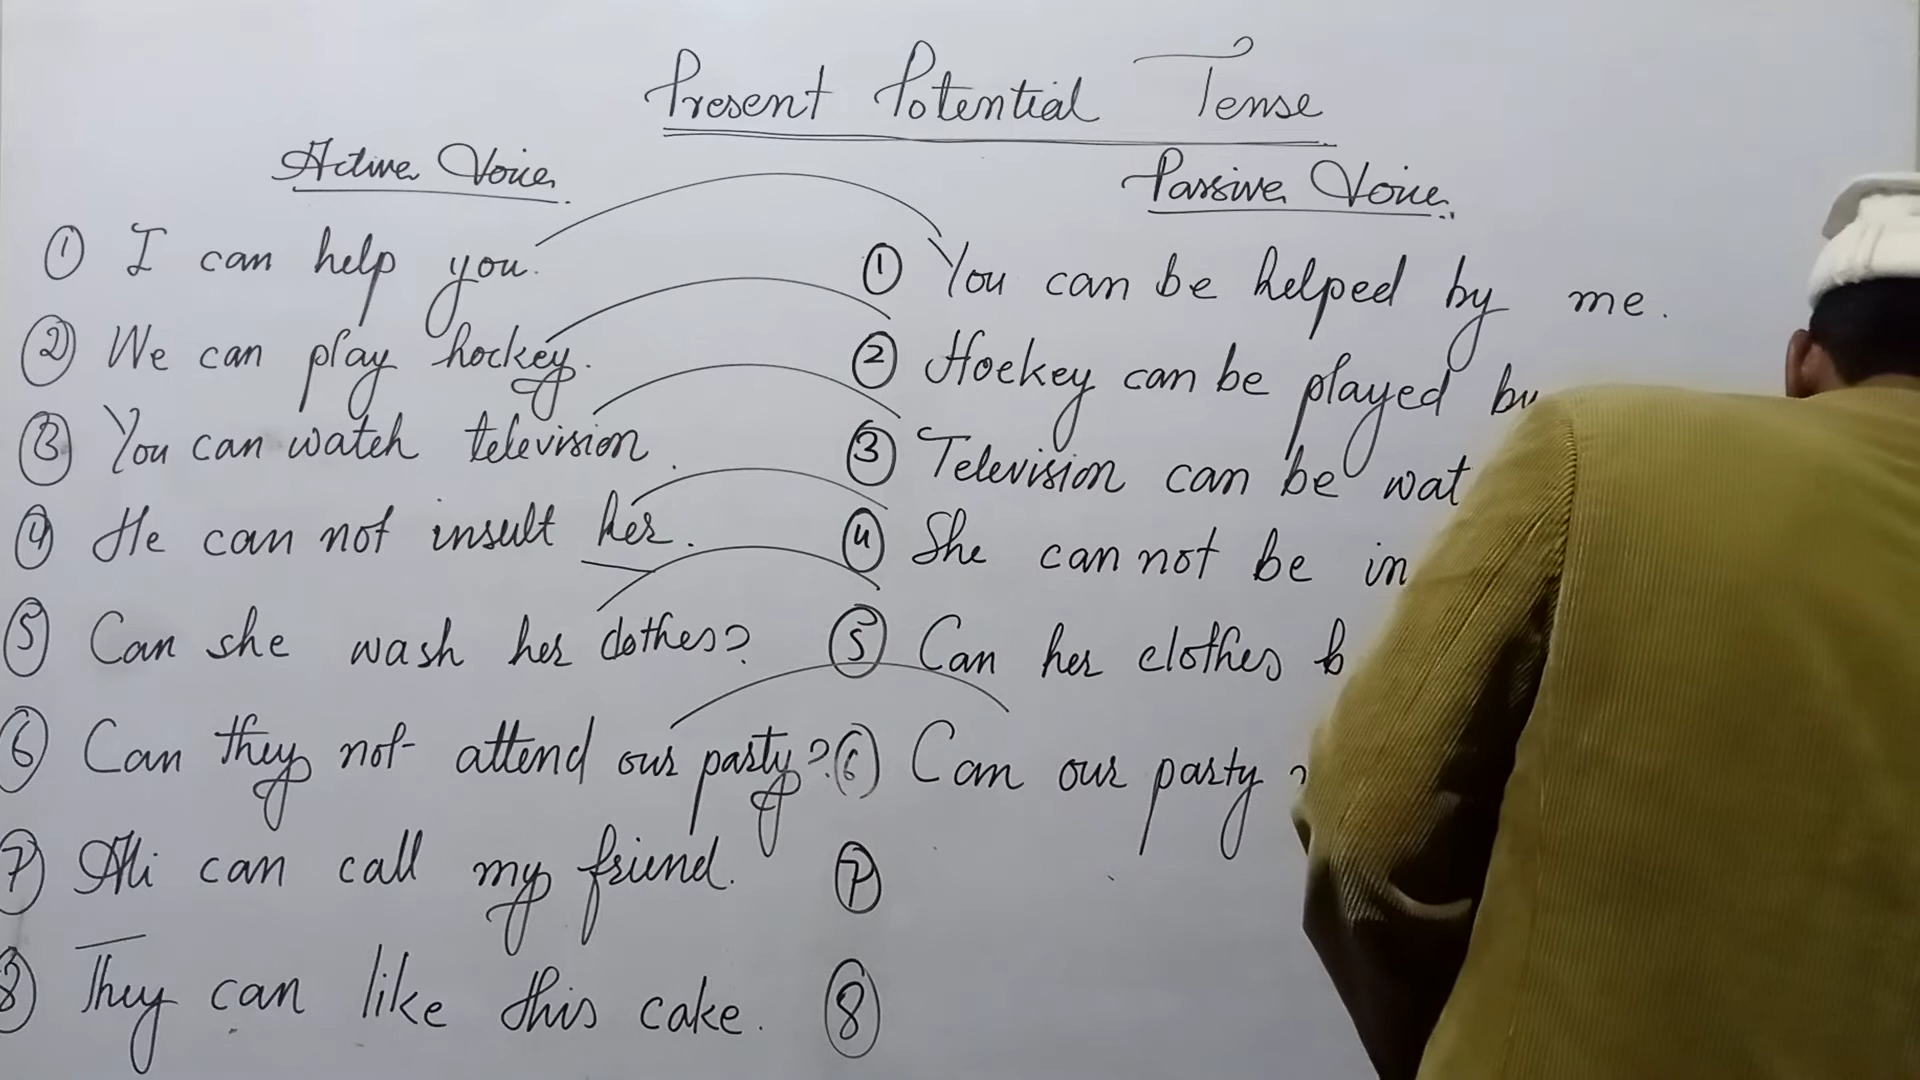 Present Potential Tense
Active Voice
Passive Voice
① I can help you.
① You can be helped by me.
② We can play hockey.
② Hockey can be played by
③ You can watch television.
③ Television can be wat
④ He can not insult her.
④ She can not be in
⑤ Can she wash her clothes?
⑤ Can her clothes b
⑥ Can they not attend our party?
⑥ Can our party
⑦ Ali can call my friend.
⑦
⑧ They can like this cake.
⑧